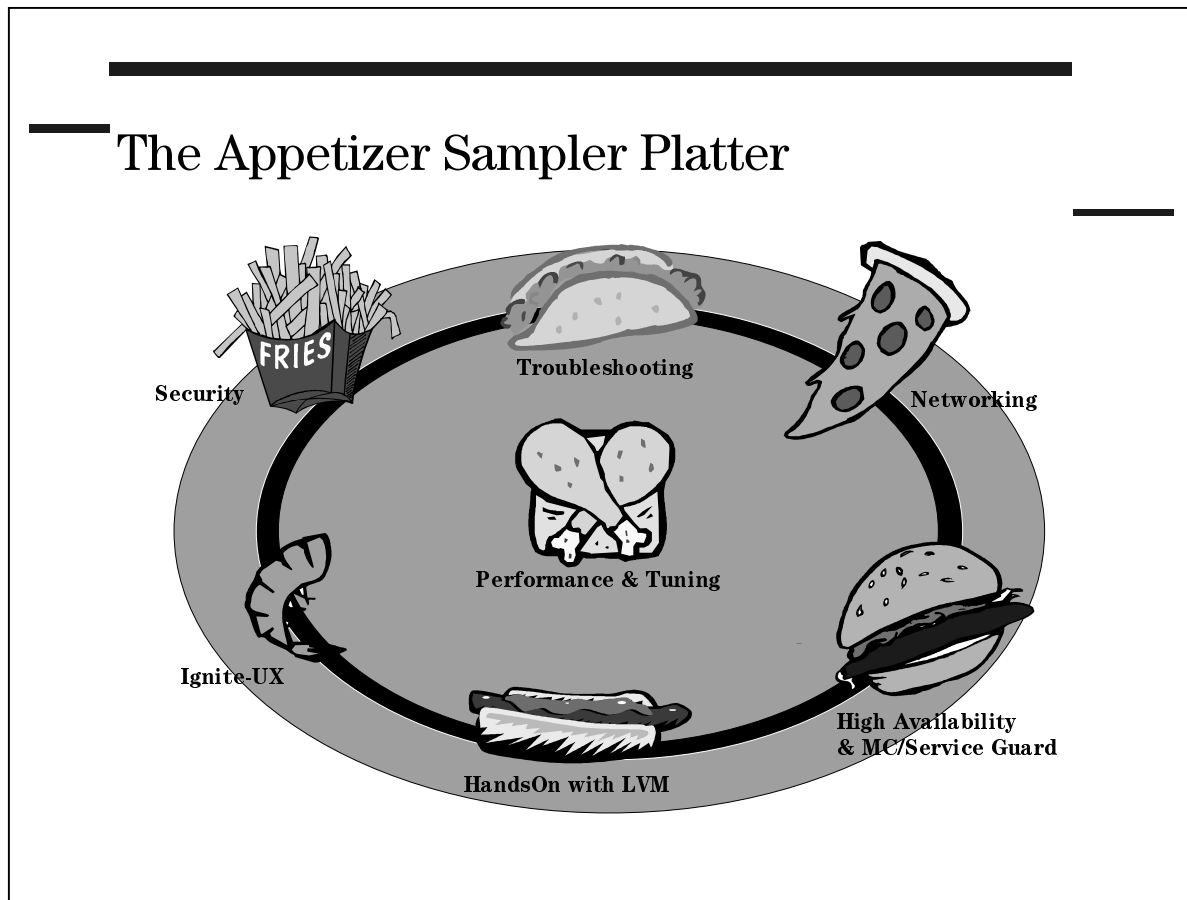 The Appetizer Sampler Platter
FRIES
Security
Troubleshooting
Networking
Performance & Tuning
Ignite-UX
HandsOn with LVM
High Availability
& MC/Service Guard